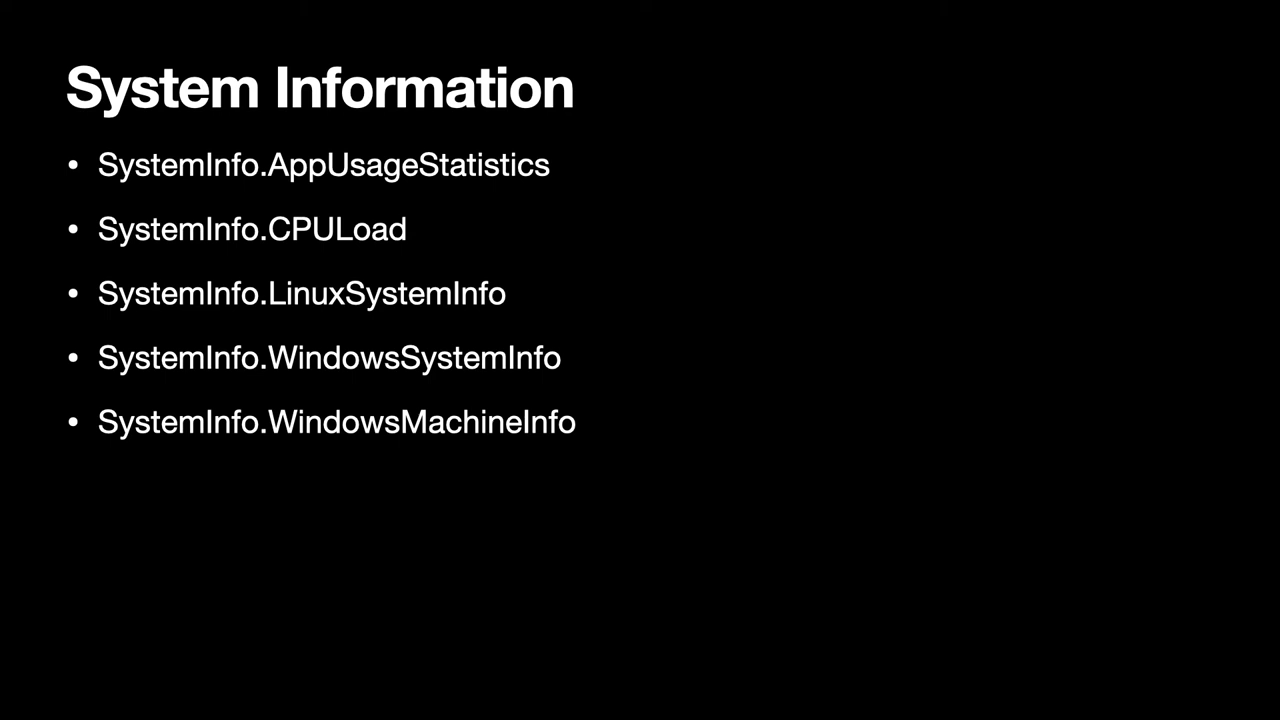 System Information
• SystemInfo.AppUsageStatistics
• SystemInfo.CPULoad
• SystemInfo.LinuxSystemInfo
• SystemInfo.WindowsSystemInfo
• SystemInfo.WindowsMachineInfo